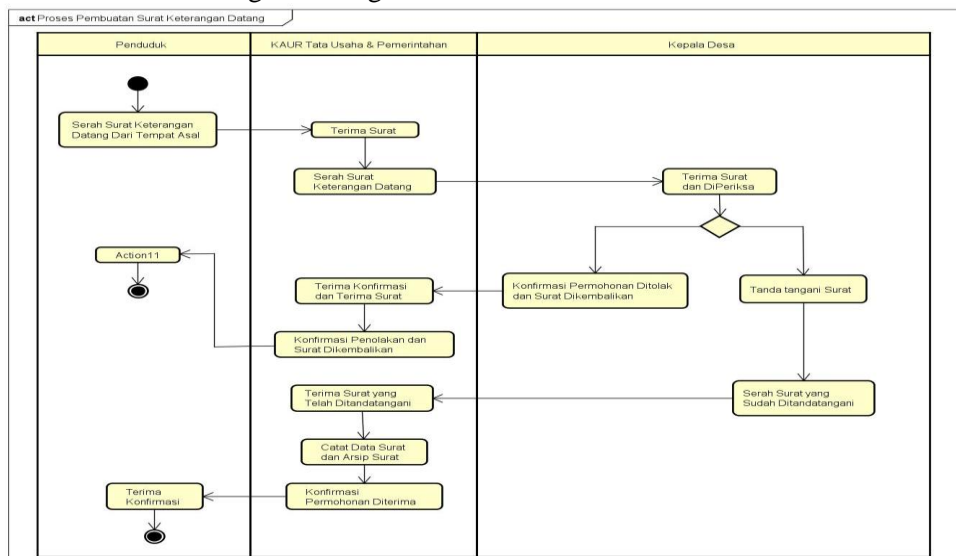 act Proses Pembuatan Surat Keterangan Datang
Penduduk
KAUR Tata Usaha & Pemerintahan
Kepala Desa
Serah Surat Keterangan
Datang Dari Tempat Asal
Terima Surat
Serah Surat
Keterangan Datang
Terima Surat
dan DiPeriksa
Action11
Terima Konfirmasi
dan Terima Surat
Konfirmasi Permohonan Ditolak
dan Surat Dikembalikan
Tanda tangani Surat
Konfirmasi Penolakan dan
Surat Dikembalikan
Terima Surat yang
Telah Ditandatangani
Serah Surat yang
Sudah Ditandatangani
Catat Data Surat
dan Arsip Surat
Terima
Konfirmasi
Konfirmasi
Permohonan Diterima